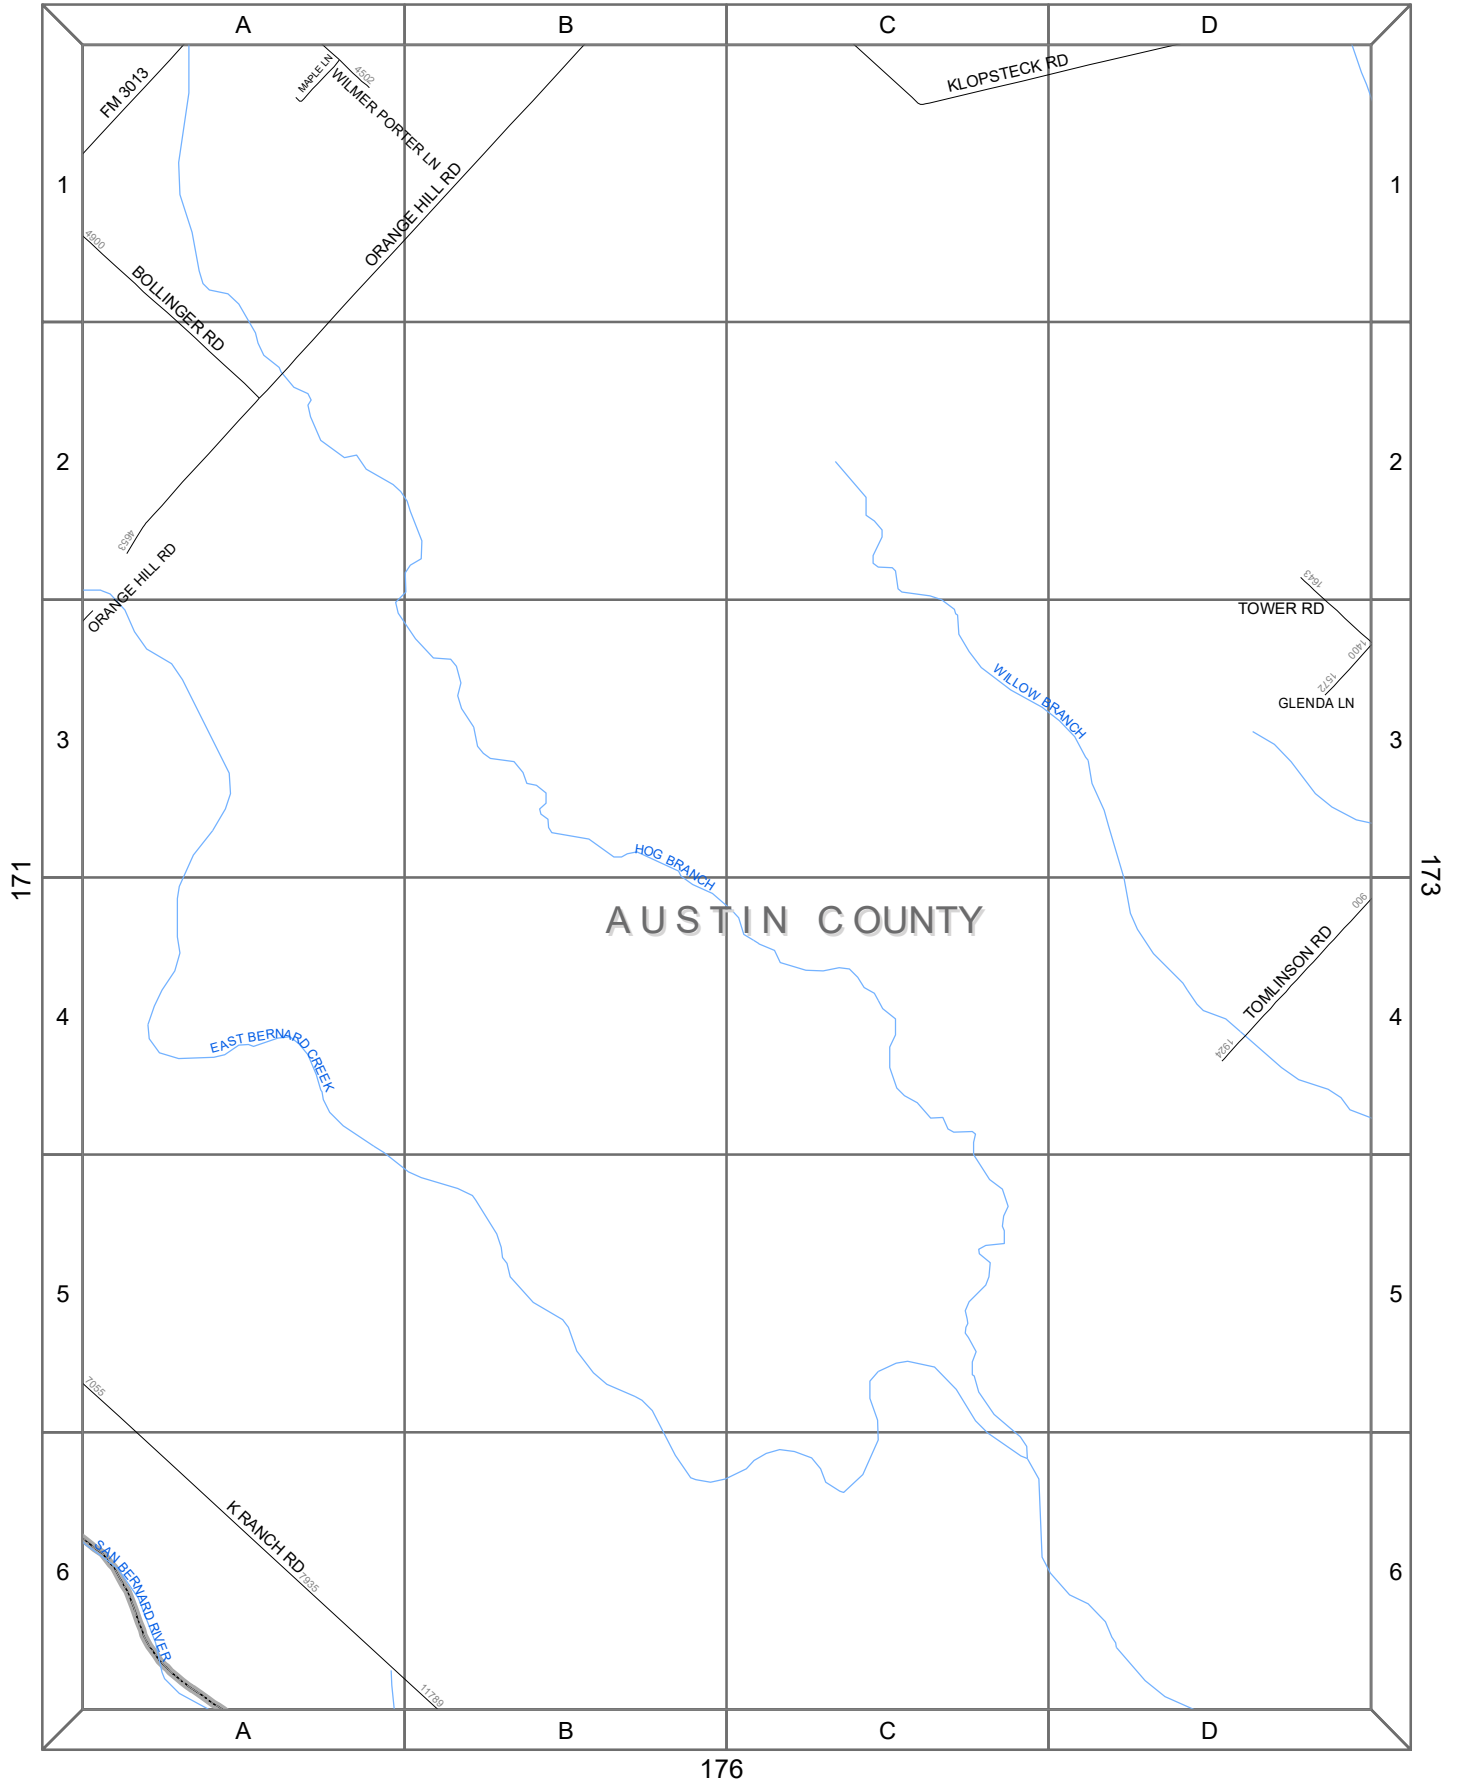 A B C D
FM 3013
MAPLE LN
4502
WILMER PORTER LN
KLOPSTECK RD
1 1
ORANGE HILL RD
4900
BOLLINGER RD
2 2
4653
ORANGE HILL RD
1643
TOWER RD
1400
1572
GLENDA LN
WILLOW BRANCH
3 3
HOG BRANCH
171
173
AUSTIN COUNTY
900
TOMLINSON RD
1924
4 4
EAST BERNARD CREEK
5 5
7055
K RANCH RD
7935
6 6
SAN BERNARD RIVER
11789
A B C D
176